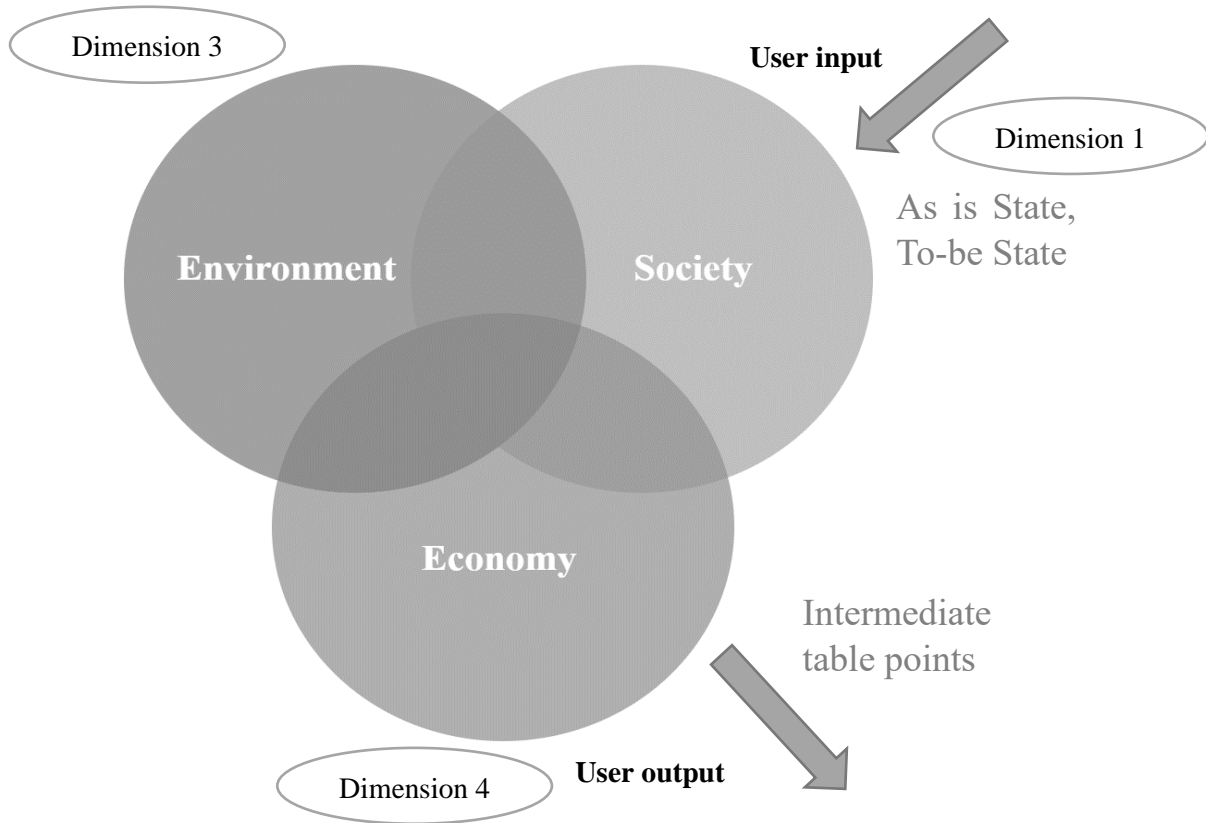 Dimension 3
User input
Dimension 1
As is State,
To-be State
Environment
Society
Economy
Intermediate
table points
User output
Dimension 4